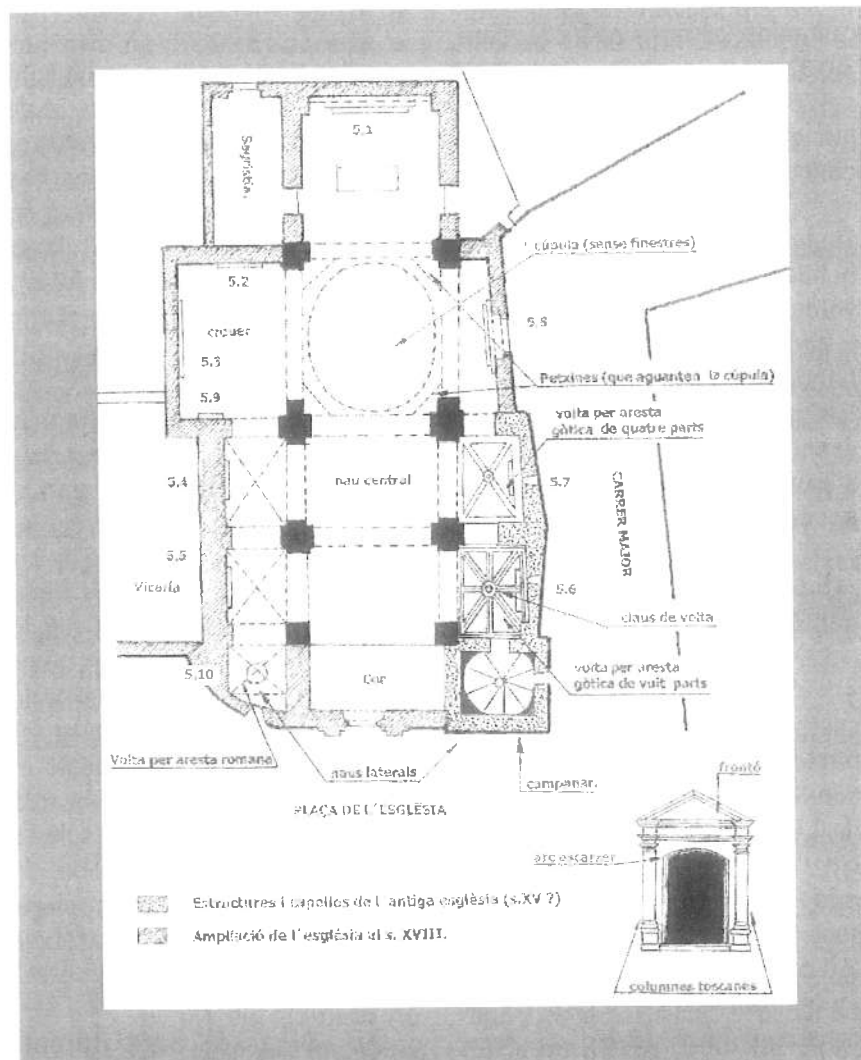 5.1
Sagristia.
cúpula (sense finestres)
5.2
5.8
creuer
5.3
Petxines (que aguanten la cúpula)
5.9
volta per aresta
gòtica de quatre parts
5.4
nau central
5.7
CARRER MAJOR
5.5
Vicaria
5.6
claus de volta
volta per aresta
gòtica de vuit parts
5.10
Cor
Volta per aresta romana
naus laterals
campanar.
frontó
PLAÇA DE L'ESGLÈSIA
arc escarzer
Estructures i capelles de l'antiga església (s.XV ?)
Ampliació de l'església al s. XVIII.
columnes toscanes